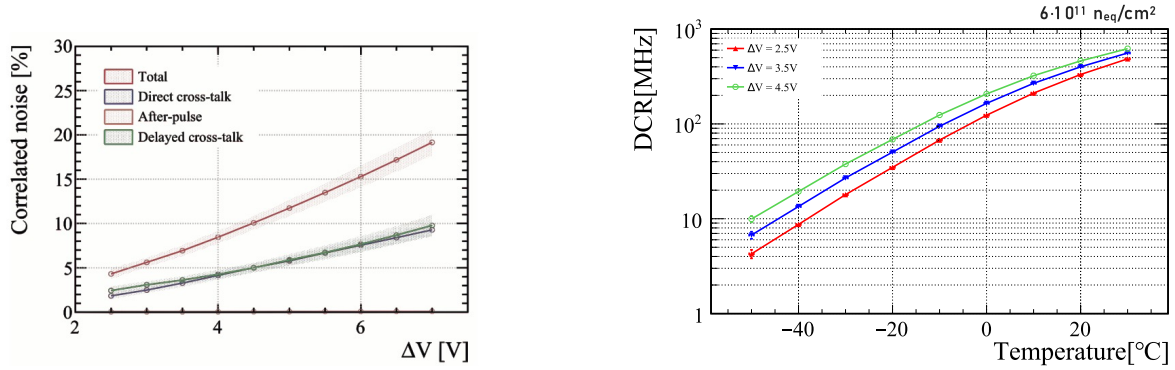 Correlated noise [%]
30
25
20
15
10
5
0
Total
Direct cross-talk
After-pulse
Delayed cross-talk
2
4
6
ΔV [V]
6·10¹¹ nₑq/cm²
DCR[MHz]
10³
10²
10
1
ΔV = 2.5V
ΔV = 3.5V
ΔV = 4.5V
−40
−20
0
20
Temperature[°C]